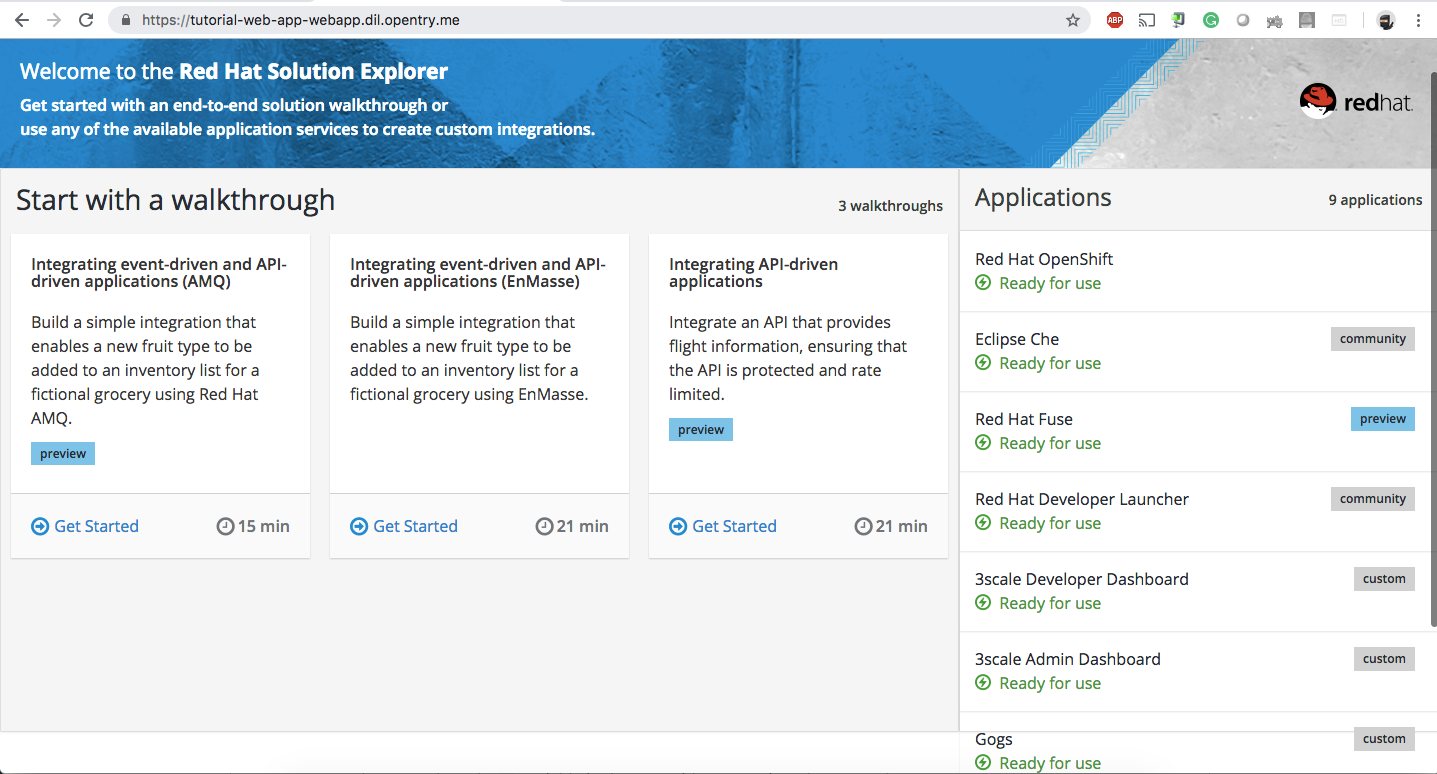 https://tutorial-web-app-webapp.dil.opentry.me
ABP
Welcome to the Red Hat Solution Explorer
Get started with an end-to-end solution walkthrough or
use any of the available application services to create custom integrations.
redhat.
Start with a walkthrough
3 walkthroughs
Integrating event-driven and API-
driven applications (AMQ)
Build a simple integration that
enables a new fruit type to be
added to an inventory list for a
fictional grocery using Red Hat
AMQ.
preview
Get Started
15 min
Integrating event-driven and API-
driven applications (EnMasse)
Build a simple integration that
enables a new fruit type to be
added to an inventory list for a
fictional grocery using EnMasse.
Get Started
21 min
Integrating API-driven
applications
Integrate an API that provides
flight information, ensuring that
the API is protected and rate
limited.
preview
Get Started
21 min
Applications
9 applications
Red Hat OpenShift
Ready for use
Eclipse Che
community
Ready for use
Red Hat Fuse
preview
Ready for use
Red Hat Developer Launcher
community
Ready for use
3scale Developer Dashboard
custom
Ready for use
3scale Admin Dashboard
custom
Ready for use
Gogs
custom
Ready for use